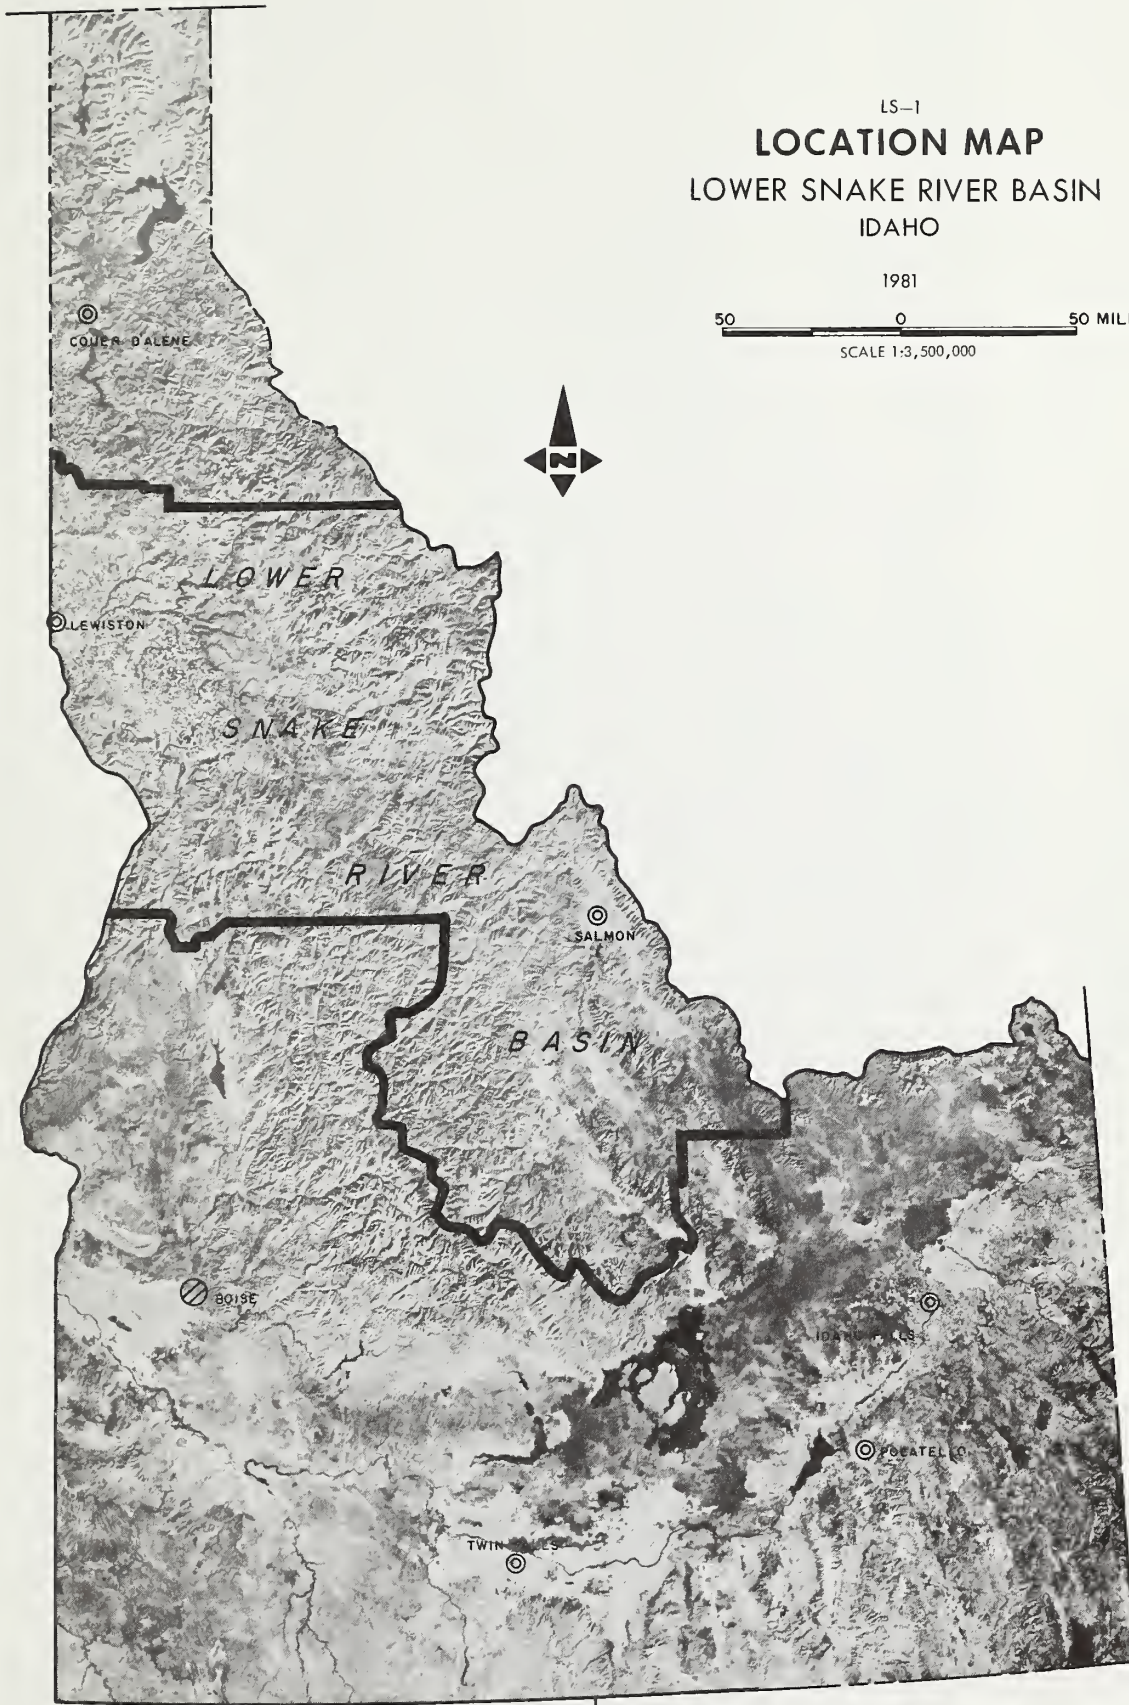 LS-1
LOCATION MAP
LOWER SNAKE RIVER BASIN
IDAHO
1981
50 0 50 MIL
SCALE 1:3,500,000
N
COUER D'ALENE
LOWER
LEWISTON
SNAKE
RIVER
SALMON
BASIN
BOISE
IDAHO FALLS
POCATELLO
TWIN FALLS